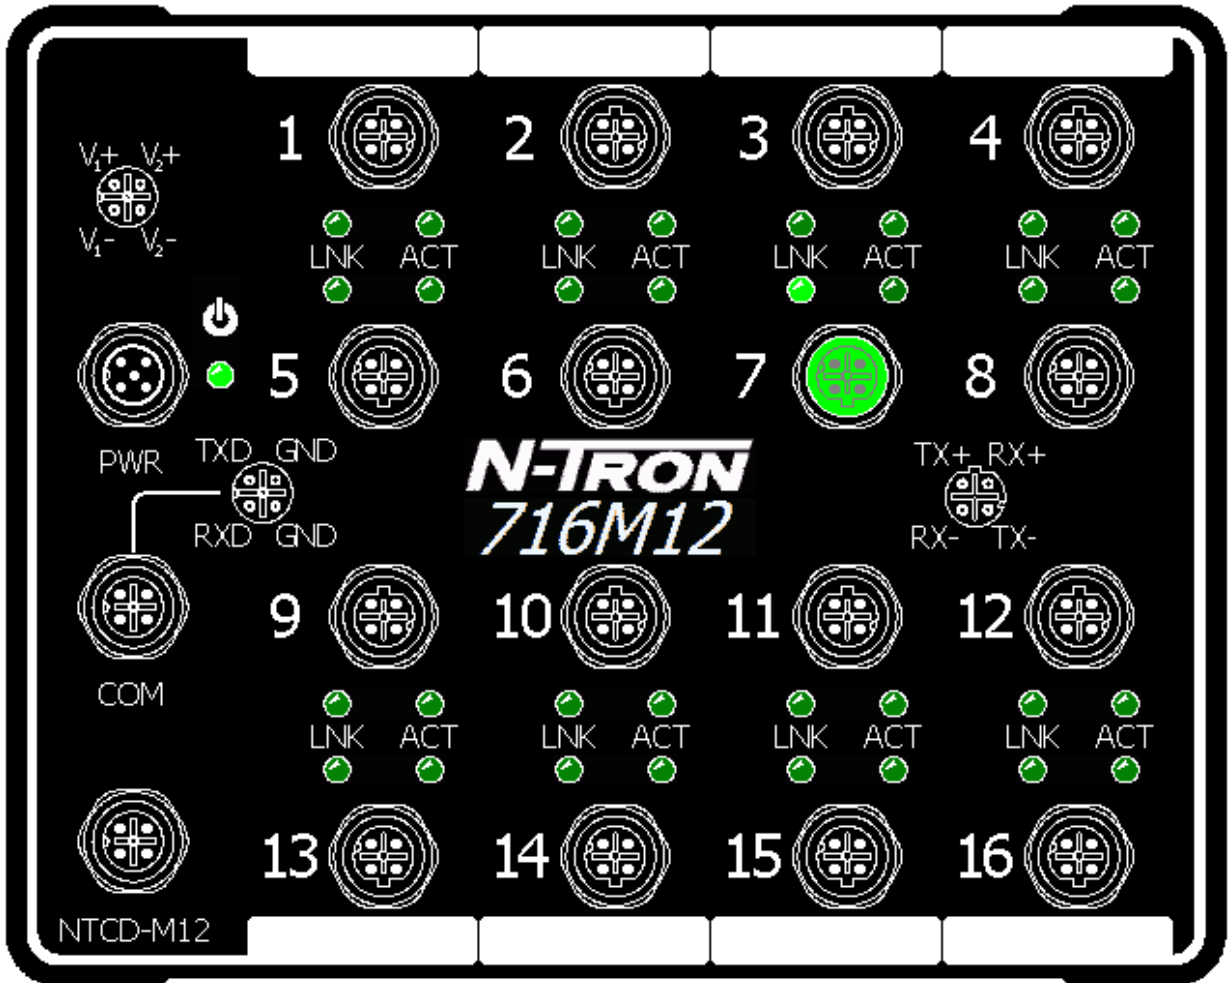 1 2 3 4
V₁+ V₂+
V₁- V₂-
LNK ACT LNK ACT LNK ACT LNK ACT
5 6 7 8
PWR
TXD GND
RXD GND
N-TRON
716M12
TX+ RX+
RX- TX-
9 10 11 12
COM
LNK ACT LNK ACT LNK ACT LNK ACT
13 14 15 16
NTCD-M12